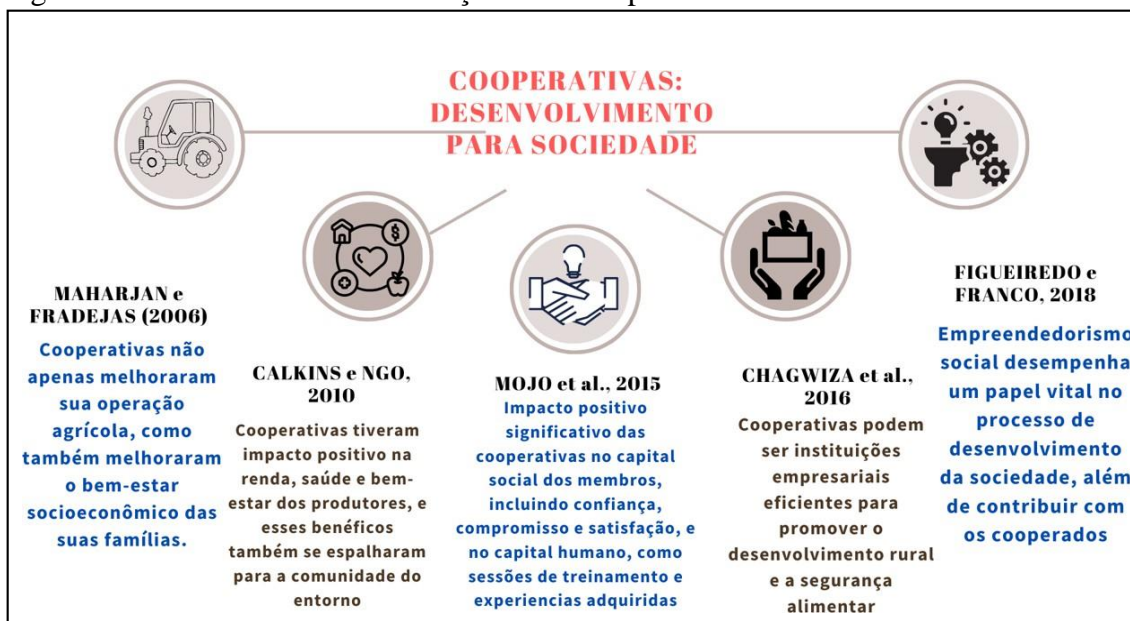 COOPERATIVAS:
DESENVOLVIMENTO
PARA SOCIEDADE
MAHARJAN e
FRADEJAS (2006)
Cooperativas não
apenas melhoraram
sua operação
agrícola, como
também melhoraram
o bem-estar
socioeconômico das
suas famílias.
CALKINS e NGO,
2010
Cooperativas tiveram
impacto positivo na
renda, saúde e bem-
estar dos produtores, e
esses benéficos
também se espalharam
para a comunidade do
entorno
MOJO et al., 2015
Impacto positivo
significativo das
cooperativas no capital
social dos membros,
incluindo confiança,
compromisso e satisfação, e
no capital humano, como
sessões de treinamento e
experiencias adquiridas
CHAGWIZA et al.,
2016
Cooperativas podem
ser instituições
empresariais
eficientes para
promover o
desenvolvimento rural
e a segurança
alimentar
FIGUEIREDO e
FRANCO, 2018
Empreendedorismo
social desempenha
um papel vital no
processo de
desenvolvimento
da sociedade, além
de contribuir com
os cooperados